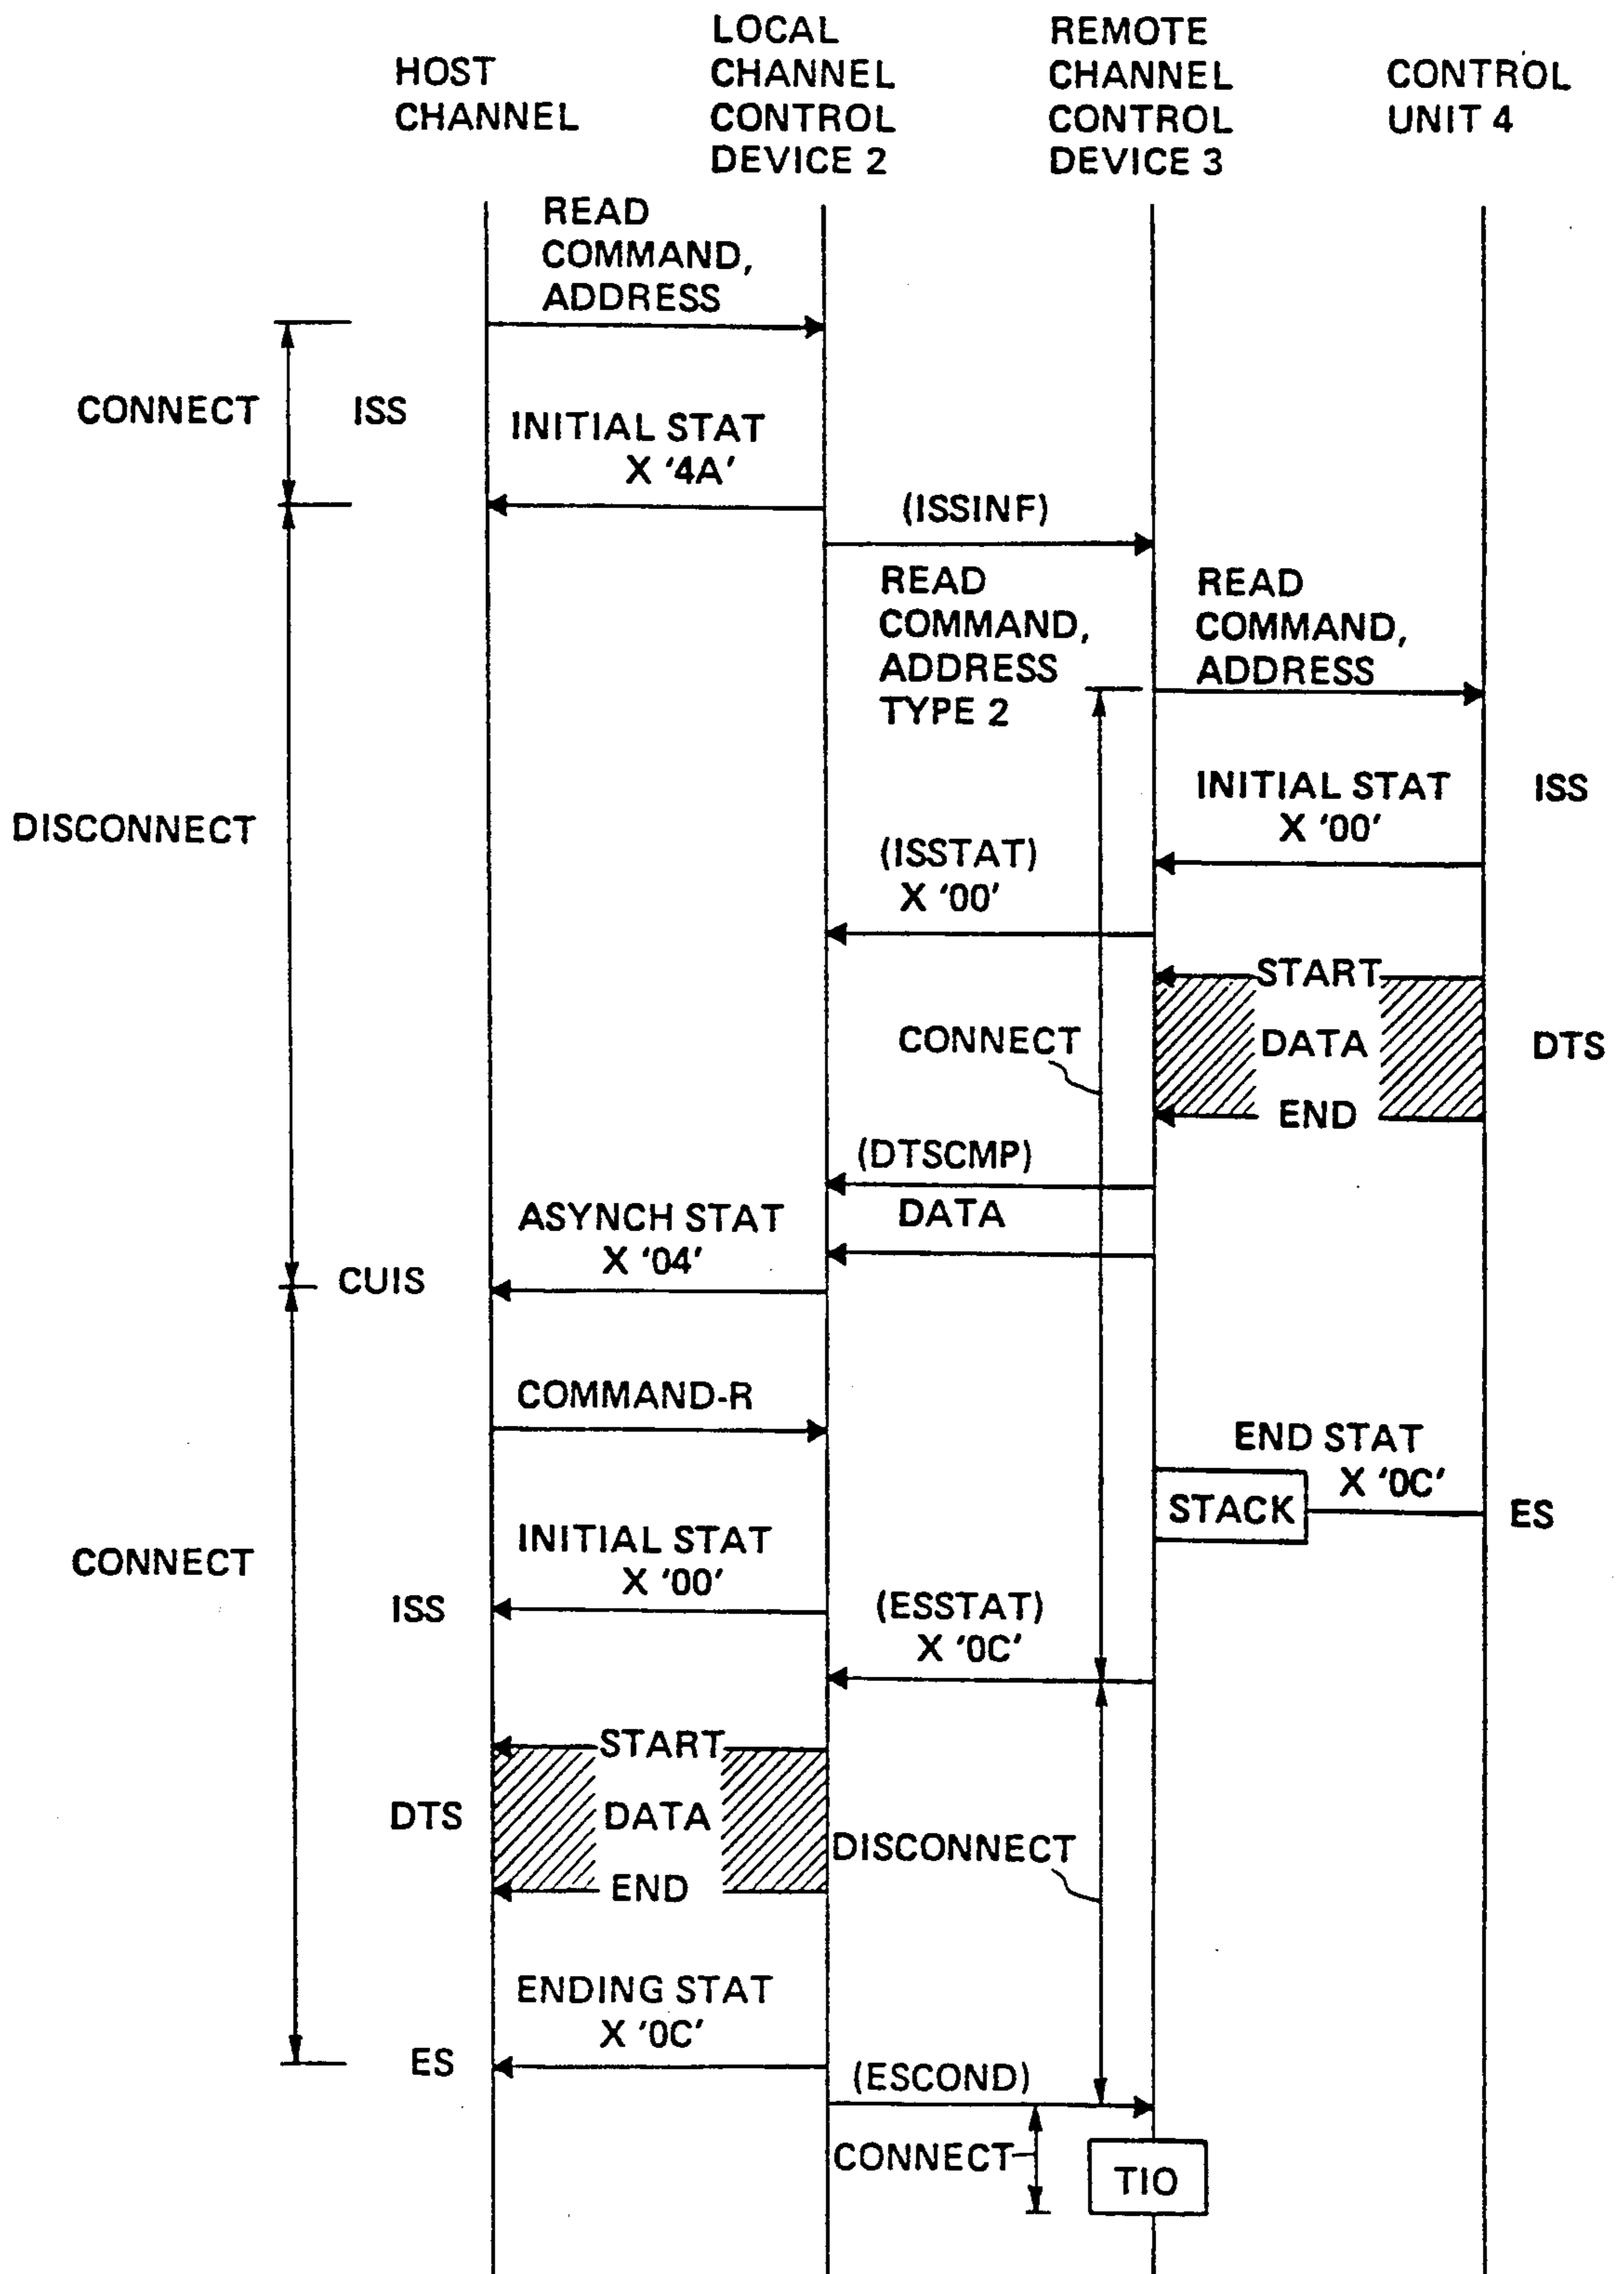 HOST
CHANNEL
LOCAL
CHANNEL
CONTROL
DEVICE 2
REMOTE
CHANNEL
CONTROL
DEVICE 3
CONTROL
UNIT 4
READ
COMMAND,
ADDRESS
CONNECT
ISS
INITIAL STAT
X '4A'
(ISSINF)
READ
COMMAND,
ADDRESS
TYPE 2
READ
COMMAND,
ADDRESS
DISCONNECT
INITIAL STAT
X '00'
ISS
(ISSTAT)
X '00'
START
DATA
END
DTS
CONNECT
(DTSCMP)
DATA
ASYNCH STAT
X '04'
CUIS
COMMAND-R
END STAT
X '0C'
STACK
ES
CONNECT
INITIAL STAT
X '00'
ISS
(ESSTAT)
X '0C'
START
DATA
END
DTS
DISCONNECT
ENDING STAT
X '0C'
ES
(ESCOND)
CONNECT
TIO